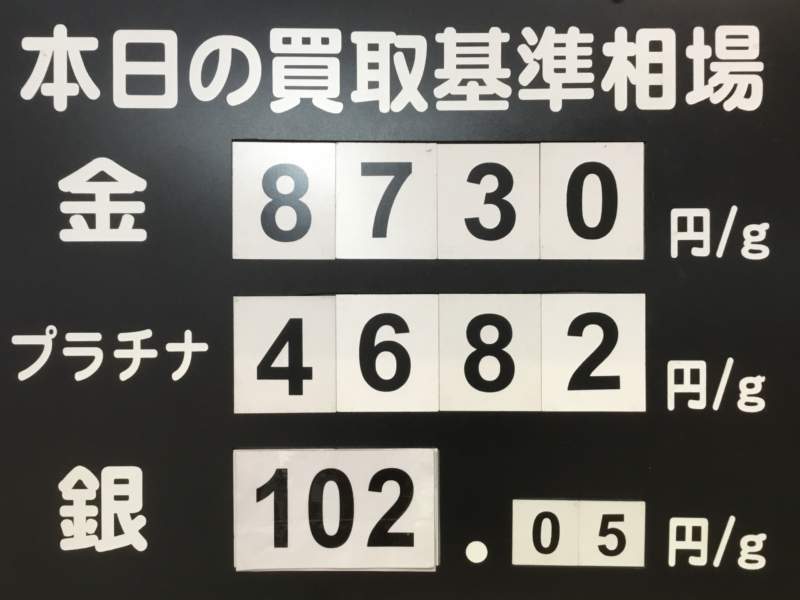 本日の買取基準相場
金 8730 円/g
プラチナ 4682 円/g
銀 102.05 円/g